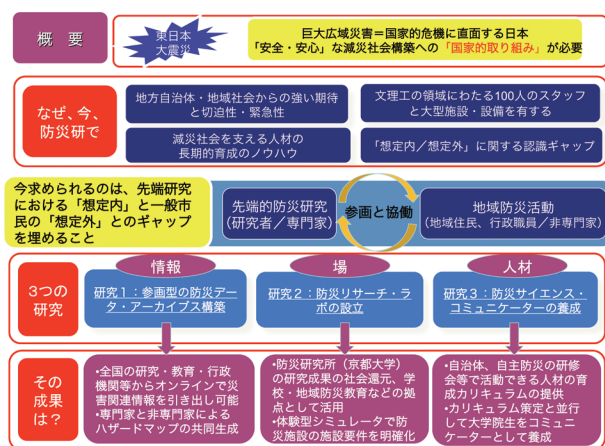 概 要
東日本
大震災
巨大広域災害＝国家的危機に直面する日本
「安全・安心」な減災社会構築への「国家的取り組み」が必要
なぜ、今、
防災研で
地方自治体・地域社会からの強い期待
と切迫性・緊急性
文理工の領域にわたる100人のスタッフ
と大型施設・設備を有する
減災社会を支える人材の
長期的育成のノウハウ
「想定内／想定外」に関する認識ギャップ
今求められるのは、先端研究
における「想定内」と一般市
民の「想定外」とのギャップ
を埋めること
先端的防災研究
(研究者／専門家)
参画と協働
地域防災活動
(地域住民、行政職員／非専門家)
3つの
研究
情報
研究１：参画型の防災デー
タ・アーカイブス構築
場
研究２：防災リサーチ・ラ
ボの設立
人材
研究３：防災サイエンス・
コミュニケーターの養成
その
成果
は？
・全国の研究・教育・行政
機関等からオンラインで災
害関連情報を引き出し可能
・専門家と非専門家による
ハザードマップの共同生成
・防災研究所（京都大学）
の研究成果の社会還元、学
校・地域防災教育などの拠
点として活用
・体験型シミュレータで防
災施設の施設要件を明確化
・自治体、自主防災の研修
会等で活動できる人材の育
成カリキュラムの提供
・カリキュラム策定と並行
して大学院生をコミュニ
ケーターとして養成